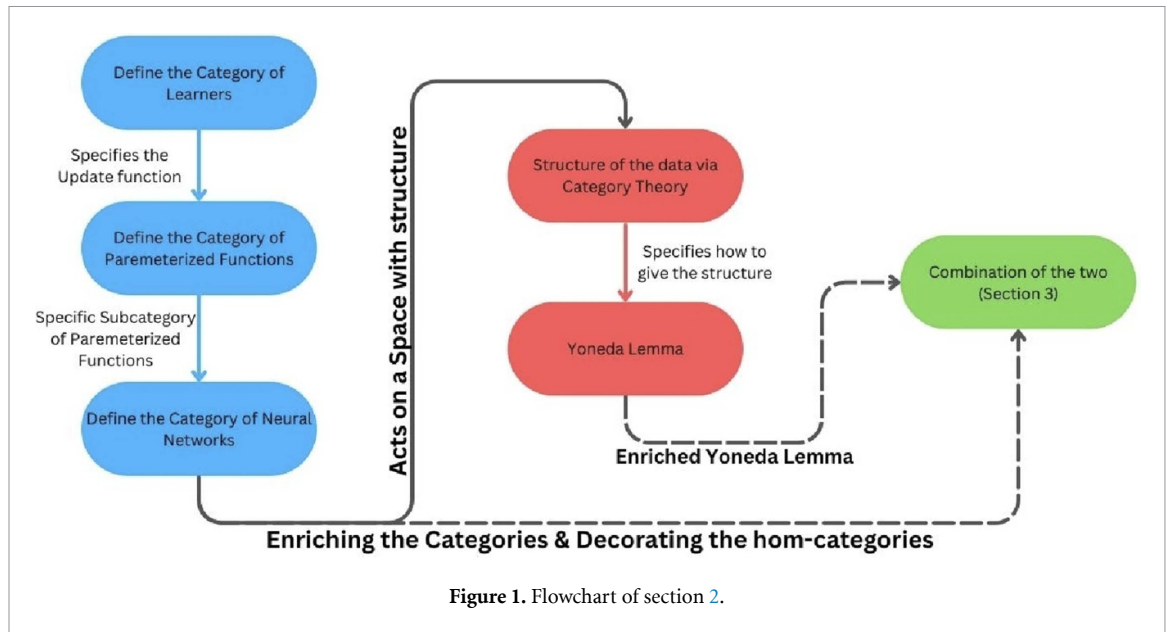 Define the Category of
Learners
Specifies the
Update function
Define the Category of
Paremeterized Functions
Specific Subcategory
of Paremeterized
Functions
Define the Category of Neural
Networks
Acts on a Space with structure
Structure of the data via
Category Theory
Specifies how to
give the structure
Yoneda Lemma
Enriched Yoneda Lemma
Combination of the two
(Section 3)
Enriching the Categories & Decorating the hom-categories
Figure 1. Flowchart of section 2.